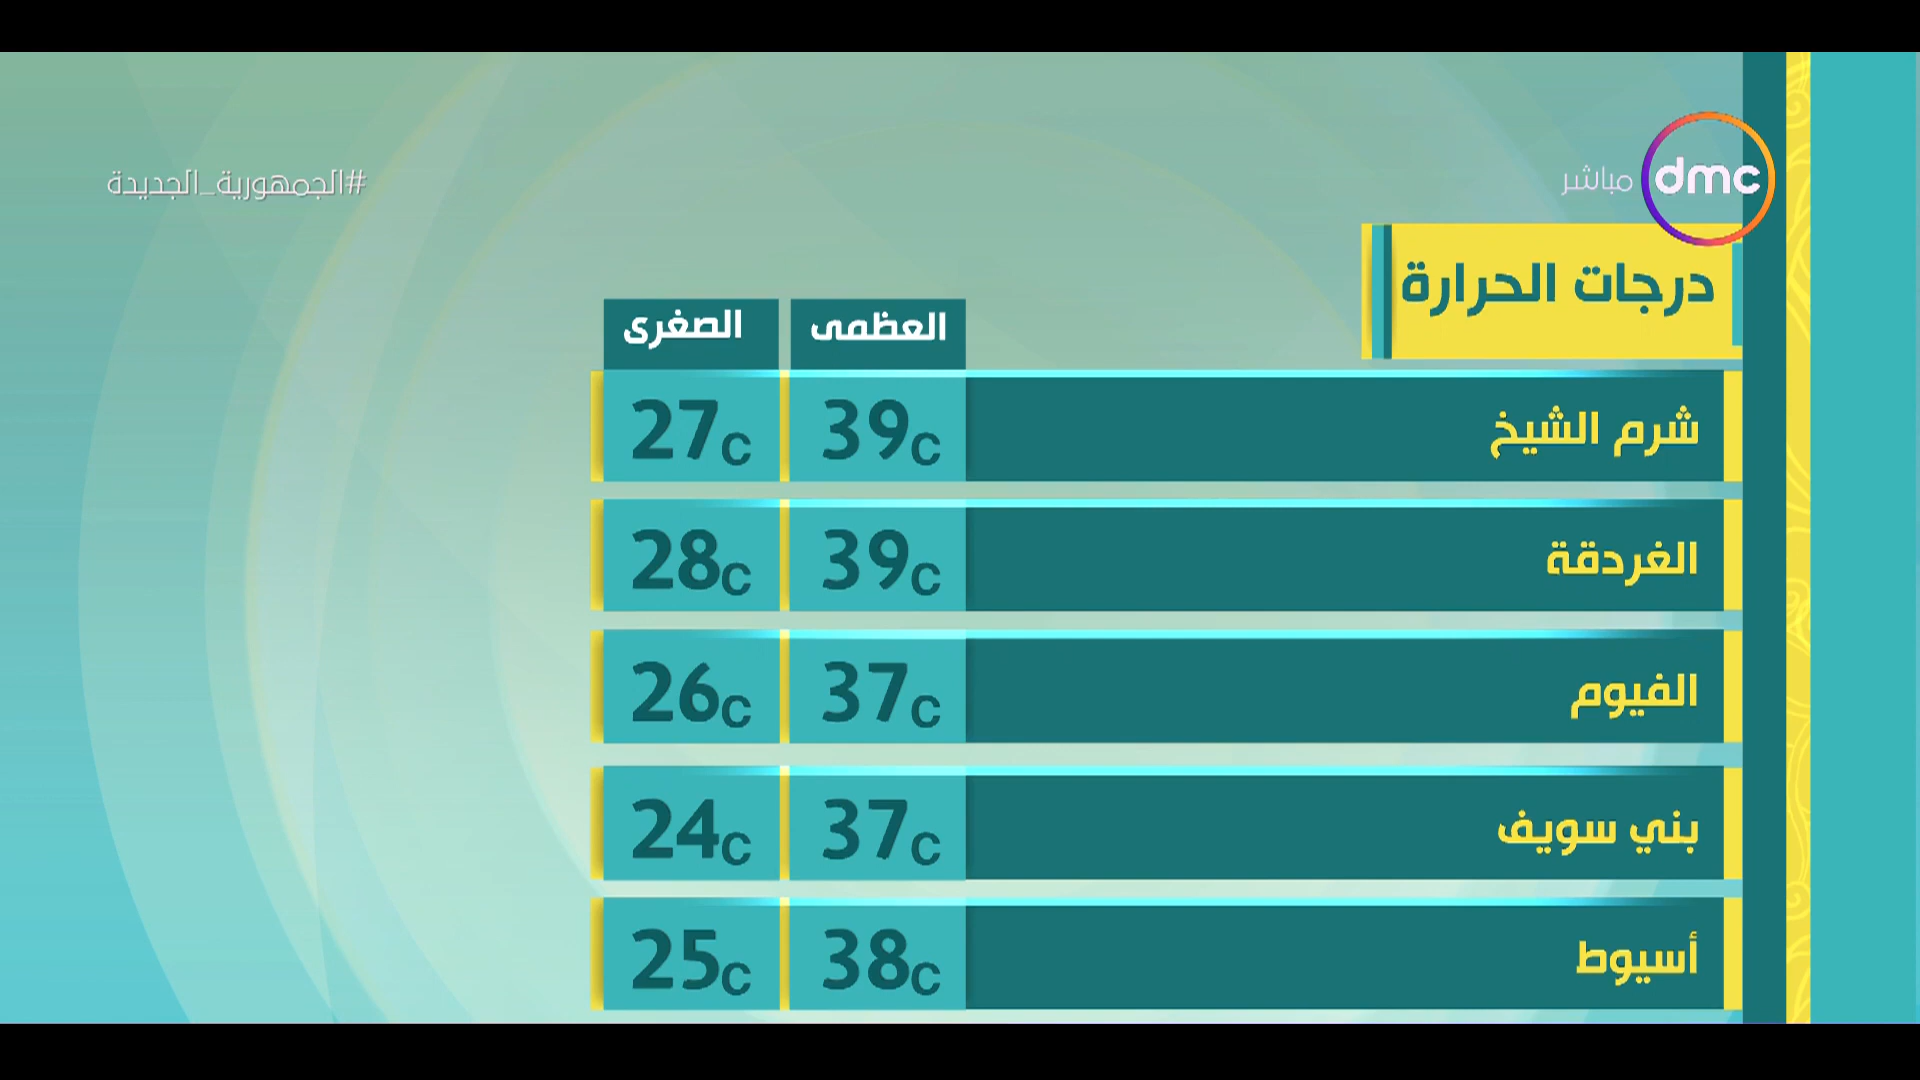 dmc مباشر
#الجمهورية_الجديدة
درجات الحرارة
العظمى الصغرى
شرم الشيخ 39c 27c
الغردقة 39c 28c
الفيوم 37c 26c
بني سويف 37c 24c
أسيوط 38c 25c